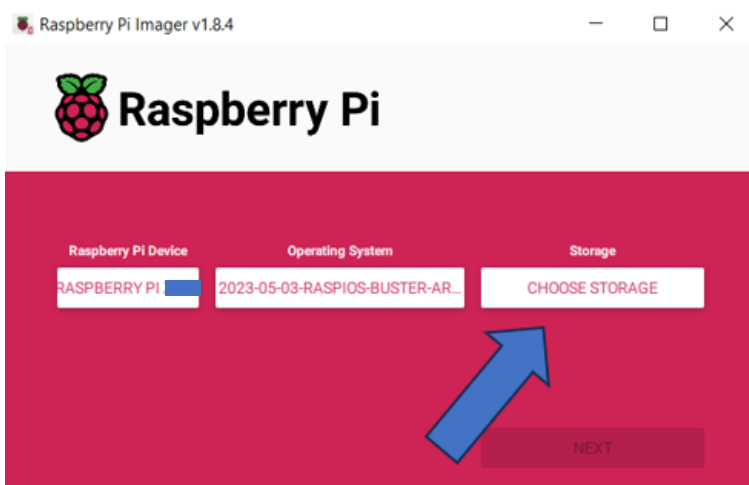 Raspberry Pi Imager v1.8.4
Raspberry Pi
Raspberry Pi Device Operating System Storage
RASPBERRY PI 2023-05-03-RASPIOS-BUSTER-AR... CHOOSE STORAGE
NEXT